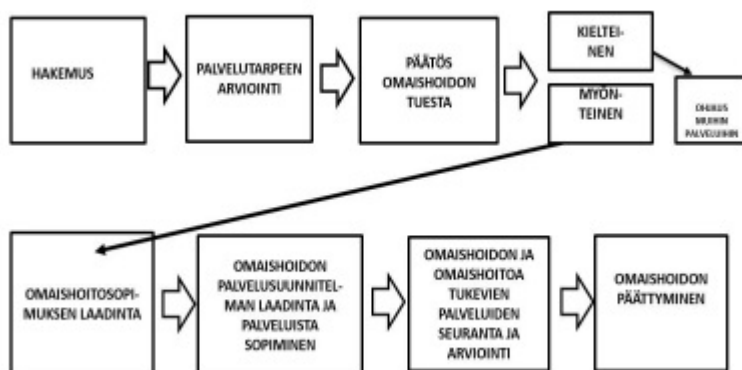 HAKEMUS
PALVELUTARPEEN
ARVIOINTI
PÄÄTÖS
OMAISHOIDON
TUESTA
KIELTEI-
NEN
MYÖN-
TEINEN
OHJAUS
MUIHIN
PALVELUIHIN
OMAISHOITOSOPI-
MUKSEN LAADINTA
OMAISHOIDON
PALVELUSUUNNITEL-
MAN LAADINTA JA
PALVELUISTA
SOPIMINEN
OMAISHOIDON JA
OMAISHOITOA
TUKEVIEN
PALVELUIDEN
SEURANTA JA
ARVIOINTI
OMAISHOIDON
PÄÄTTYMINEN